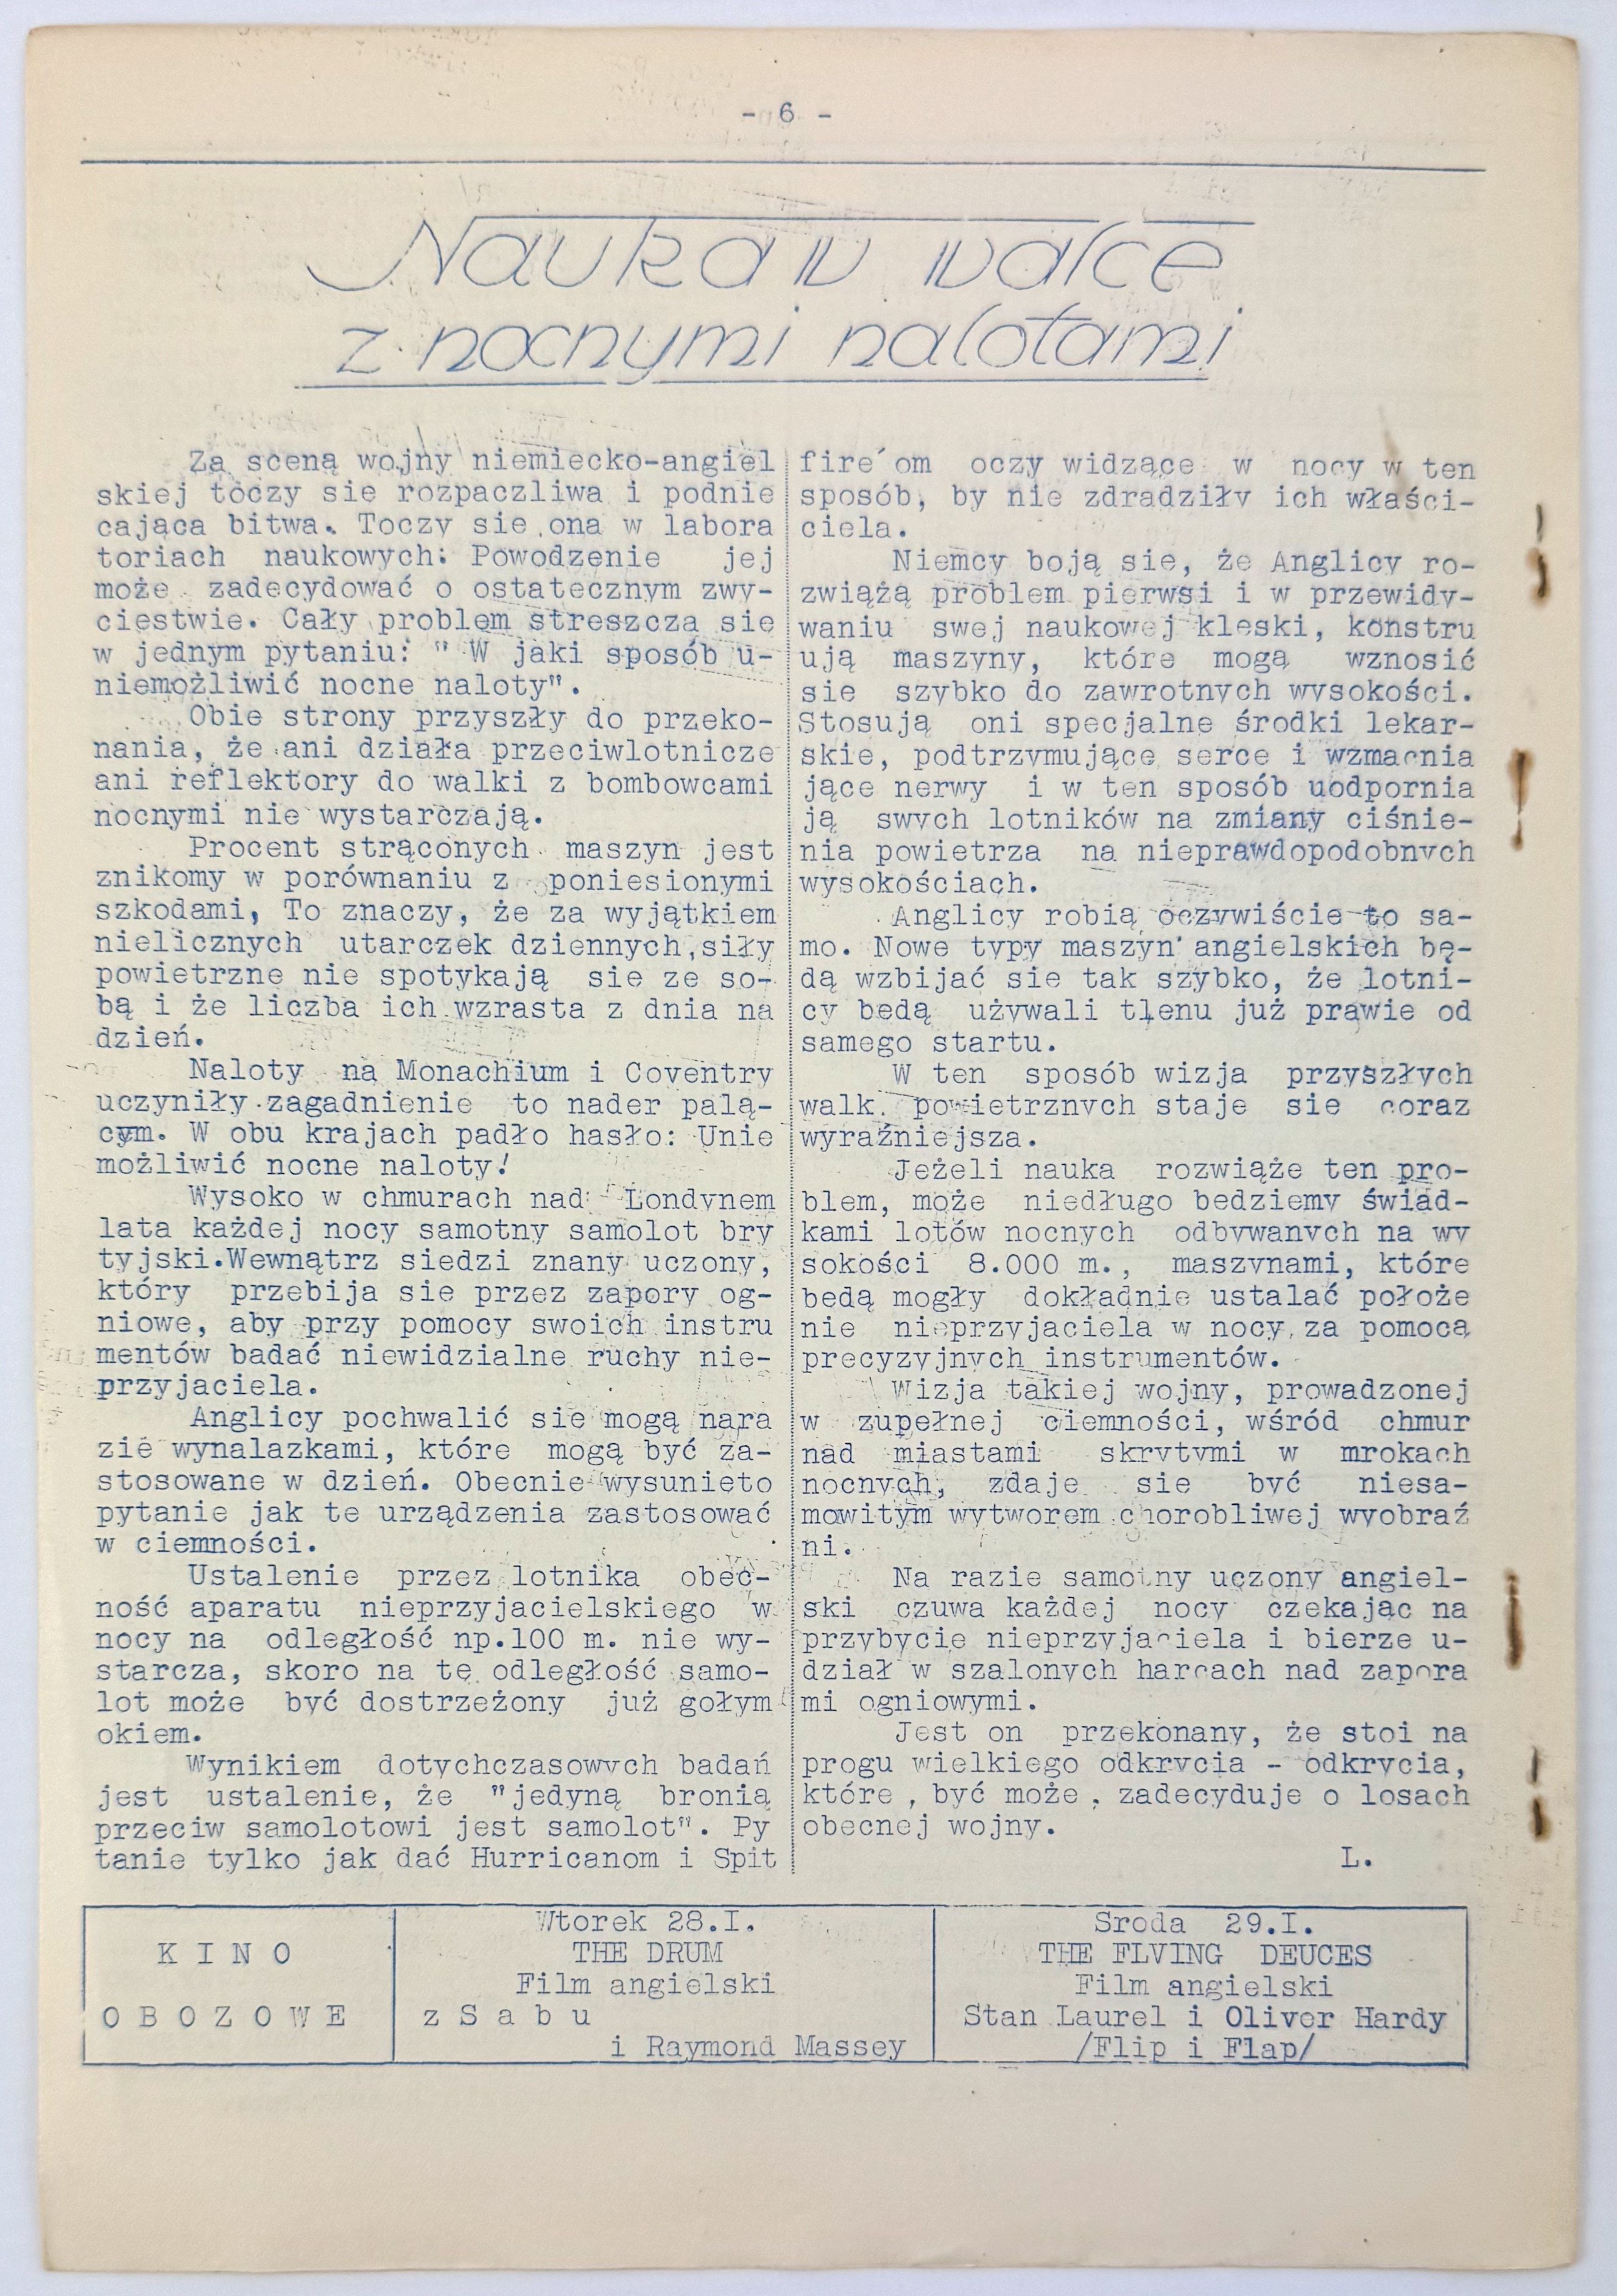 - 6 -
Nauka w walce
z nocnymi nalotami
Za sceną wojny niemiecko-angiel
skiej toczy sie rozpaczliwa i podnie
cająca bitwa. Toczy sie ona w labora
toriach naukowych: Powodzenie jej
może zadecydować o ostatecznym zwy-
ciestwie. Cały problem streszcza sie
w jednym pytaniu: " W jaki sposób u-
niemożliwić nocne naloty".
Obie strony przyszły do przeko-
nania, że ani działa przeciwlotnicze
ani reflektory do walki z bombowcami
nocnymi nie wystarczają.
Procent strąconych maszyn jest
znikomy w porównaniu z poniesionymi
szkodami, To znaczy, że za wyjątkiem
nielicznych utarczek dziennych,siły
powietrzne nie spotykają sie ze so-
bą i że liczba ich wzrasta z dnia na
dzień.
Naloty na Monachium i Coventry
uczyniły zagadnienie to nader palą-
cym. W obu krajach padło hasło: Unie
możliwić nocne naloty!
Wysoko w chmurach nad Londynem
lata każdej nocy samotny samolot bry
tyjski.Wewnątrz siedzi znany uczony,
który przebija sie przez zapory og-
niowe, aby przy pomocy swoich instru
mentów badać niewidzialne ruchy nie-
przyjaciela.
Anglicy pochwalić sie mogą nara
zie wynalazkami, które mogą być za-
stosowane w dzień. Obecnie wysunieto
pytanie jak te urządzenia zastosować
w ciemności.
Ustalenie przez lotnika obec-
ność aparatu nieprzyjacielskiego w
nocy na odległość np.100 m. nie wy-
starcza, skoro na tę odległość samo-
lot może być dostrzeżony już gołym
okiem.
Wynikiem dotychczasowych badań
jest ustalenie, że "jedyną bronią
przeciw samolotowi jest samolot". Py
tanie tylko jak dać Hurricanom i Spit
fire´om oczy widzące w nocy w ten
sposób, by nie zdradziły ich właści-
ciela.
Niemcy boją sie, że Anglicy ro-
zwiążą problem pierwsi i w przewidy-
waniu swej naukowej kleski, konstru
ują maszyny, które mogą wznosić
sie szybko do zawrotnych wysokości.
Stosują oni specjalne środki lekar-
skie, podtrzymujące serce i wzmacnia
jące nerwy i w ten sposób uodpornia
ją swych lotników na zmiany ciśnie-
nia powietrza na nieprawdopodobnych
wysokościach.
Anglicy robią oczywiście to sa-
mo. Nowe typy maszyn angielskich bę-
dą wzbijać sie tak szybko, że lotni-
cy bedą używali tlenu już prawie od
samego startu.
W ten sposób wizja przyszłych
walk powietrznych staje sie coraz
wyraźniejsza.
Jeżeli nauka rozwiąże ten pro-
blem, może niedługo bedziemy świad-
kami lotów nocnych odbywanych na wy
sokości 8.000 m., maszynami, które
bedą mogły dokładnie ustalać położe
nie nieprzyjaciela w nocy za pomocą
precyzyjnych instrumentów.
Wizja takiej wojny, prowadzonej
w zupełnej ciemności, wśród chmur
nad miastami skrytymi w mrokach
nocnych, zdaje sie być niesa-
mowitym wytworem chorobliwej wyobraź
ni.
Na razie samotny uczony angiel-
ski czuwa każdej nocy czekając na
przybycie nieprzyjaciela i bierze u-
dział w szalonych harcach nad zapora
mi ogniowymi.
Jest on przekonany, że stoi na
progu wielkiego odkrycia - odkrycia,
które , być może , zadecyduje o losach
obecnej wojny.
L.
KINO
OBOZOWE
Wtorek 28.I.
THE DRUM
Film angielski
z Sabu
i Raymond Massey
Sroda 29.I.
THE FLVING DEUCES
Film angielski
Stan Laurel i Oliver Hardy
/Flip i Flap/